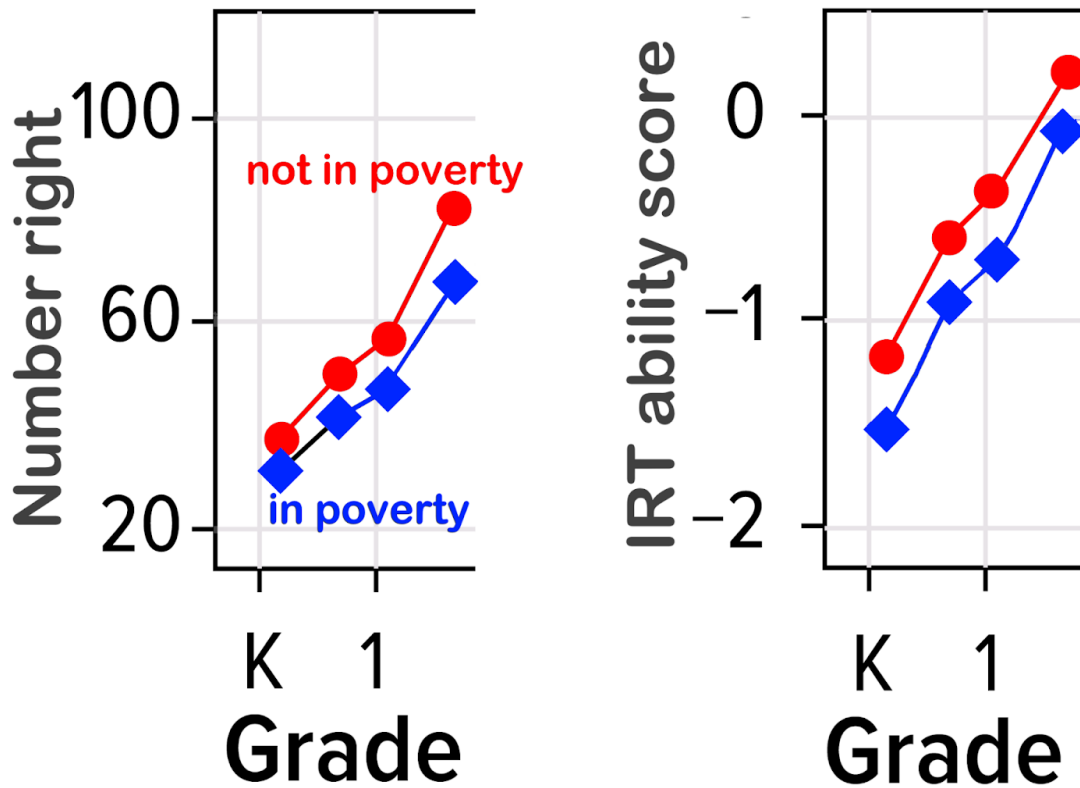 Number right
100
60
20
not in poverty
in poverty
K 1
Grade
IRT ability score
0
−1
−2
K 1
Grade